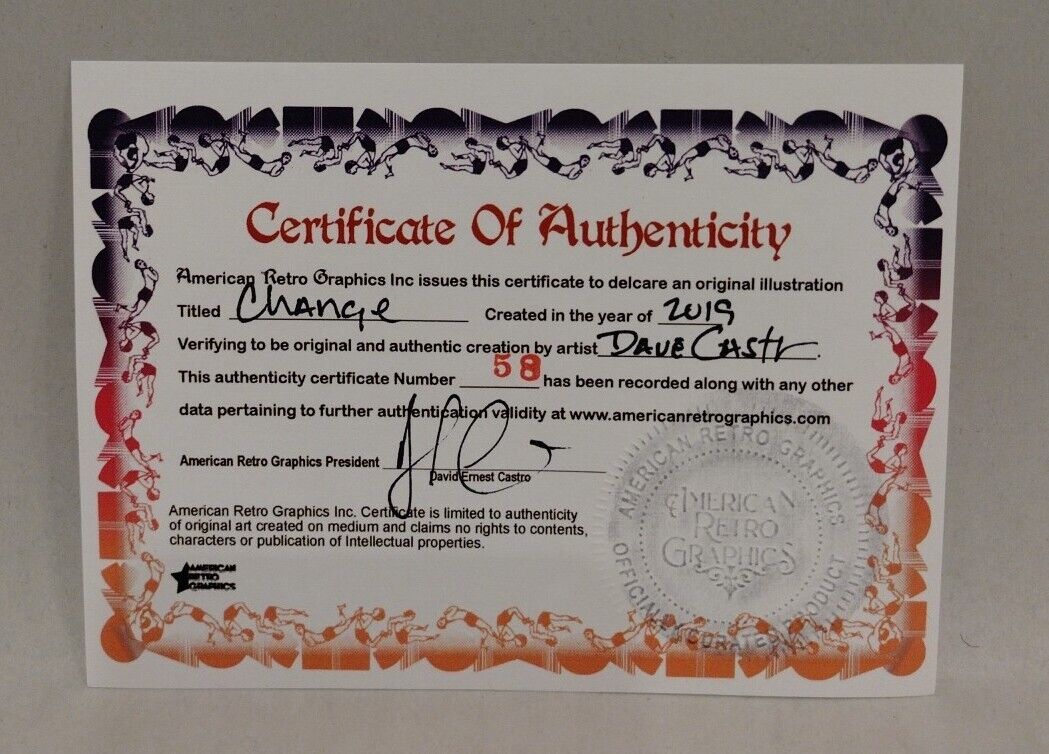 Certificate Of Authenticity
American Retro Graphics Inc issues this certificate to delcare an original illustration
Titled Change Created in the year of 2019
Verifying to be original and authentic creation by artist Dave Castr.
This authenticity certificate Number 58 has been recorded along with any other
data pertaining to further authentication validity at www.americanretrographics.com
American Retro Graphics President
David Ernest Castro
American Retro Graphics Inc. Certificate is limited to authenticity
of original art created on medium and claims no rights to contents,
characters or publication of Intellectual properties.
AMERICAN
RETRO
GRAPHICS
AMERICAN RETRO GRAPHICS
AMERICAN
RETRO
GRAPHICS
PRODUCT